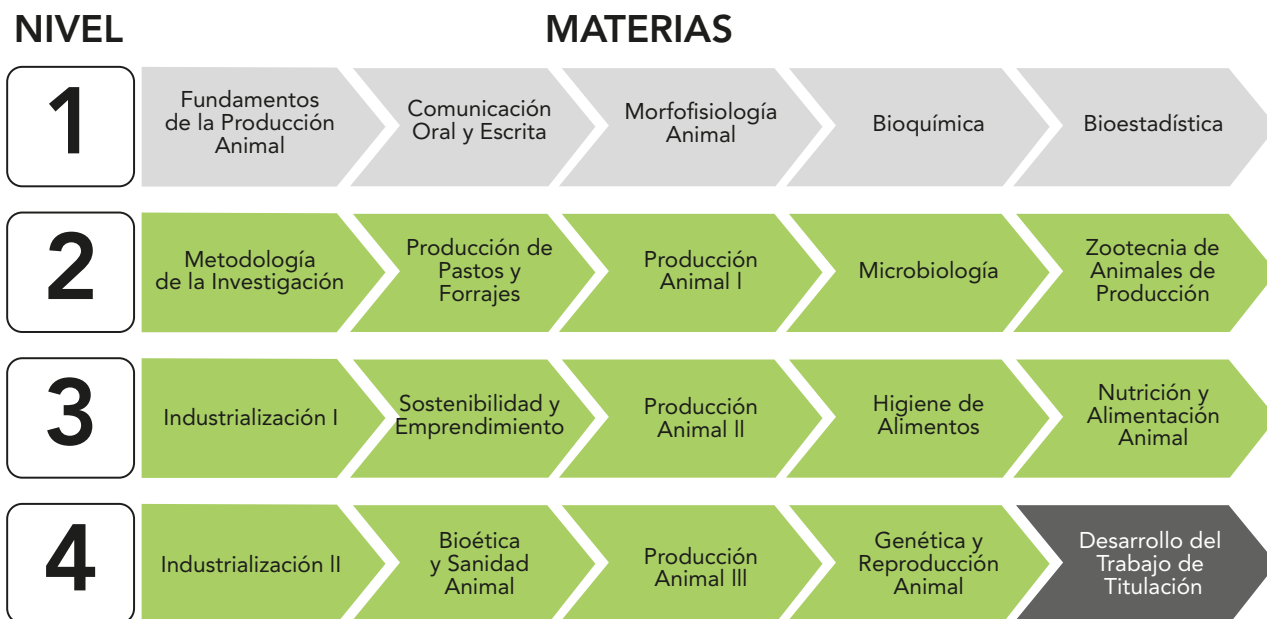 NIVEL
MATERIAS
1
Fundamentos
de la Producción
Animal
Comunicación
Oral y Escrita
Morfofisiología
Animal
Bioquímica
Bioestadística
2
Metodología
de la Investigación
Producción de
Pastos y
Forrajes
Producción
Animal I
Microbiología
Zootecnia de
Animales de
Producción
3
Industrialización I
Sostenibilidad y
Emprendimiento
Producción
Animal II
Higiene de
Alimentos
Nutrición y
Alimentación
Animal
4
Industrialización II
Bioética
y Sanidad
Animal
Producción
Animal III
Genética y
Reproducción
Animal
Desarrollo del
Trabajo de
Titulación